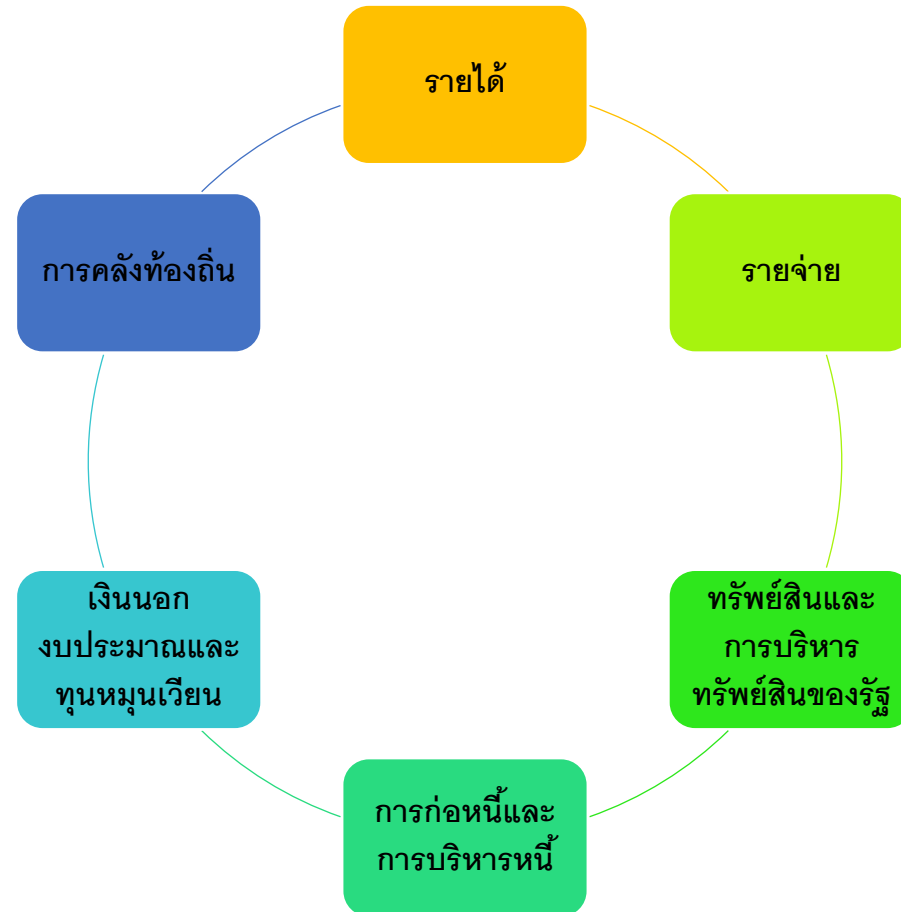 รายได้
รายจ่าย
ทรัพย์สินและ
การบริหาร
ทรัพย์สินของรัฐ
การก่อหนี้และ
การบริหารหนี้
เงินนอก
งบประมาณและ
ทุนหมุนเวียน
การคลังท้องถิ่น